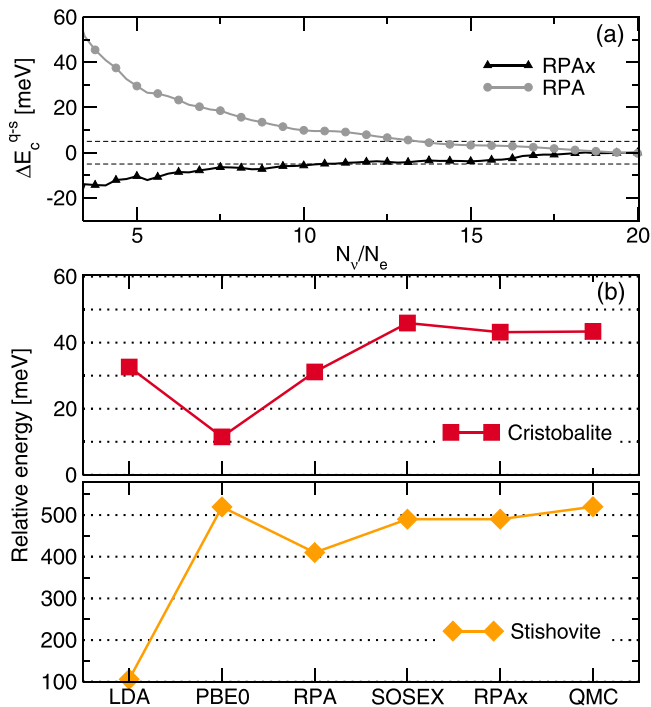 60
40
20
0
-20
ΔE_c^{q-s} [meV]
(a)
RPAx
RPA
5
10
15
20
N_ν/N_e
60
40
20
0
(b)
Cristobalite
Relative energy [meV]
500
400
300
200
100
Stishovite
LDA
PBE0
RPA
SOSEX
RPAx
QMC